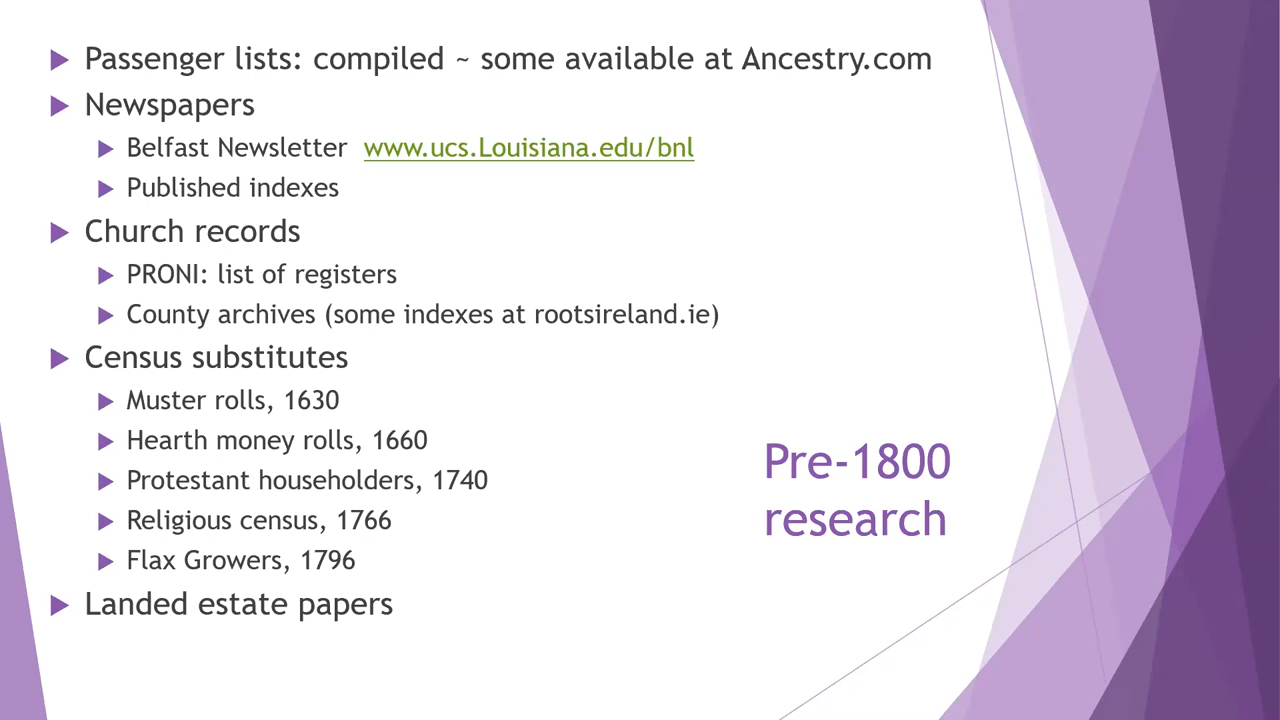 Passenger lists: compiled ~ some available at Ancestry.com
Newspapers
Belfast Newsletter www.ucs.Louisiana.edu/bnl
Published indexes
Church records
PRONI: list of registers
County archives (some indexes at rootsireland.ie)
Census substitutes
Muster rolls, 1630
Hearth money rolls, 1660
Protestant householders, 1740
Religious census, 1766
Flax Growers, 1796
Landed estate papers
Pre-1800
research